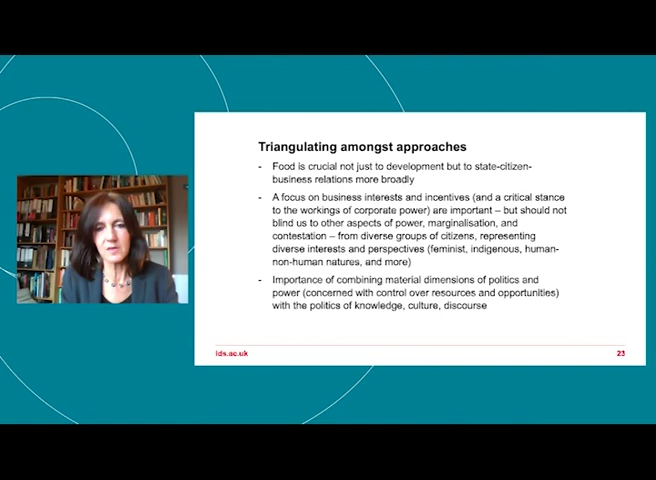 Triangulating amongst approaches
- Food is crucial not just to development but to state-citizen-
business relations more broadly
- A focus on business interests and incentives (and a critical stance
to the workings of corporate power) are important – but should not
blind us to other aspects of power, marginalisation, and
contestation – from diverse groups of citizens, representing
diverse interests and perspectives (feminist, indigenous, human-
non-human natures, and more)
- Importance of combining material dimensions of politics and
power (concerned with control over resources and opportunities)
with the politics of knowledge, culture, discourse
ids.ac.uk 23